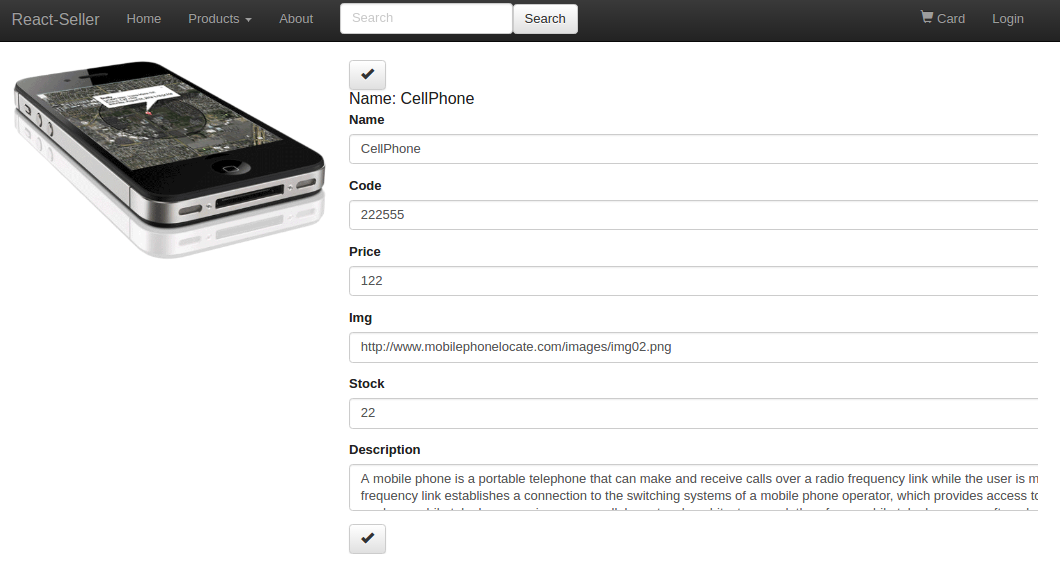 React-Seller Home Products About Search Search Card Login
Name: CellPhone
Name
CellPhone
Code
222555
Price
122
Img
http://www.mobilephonelocate.com/images/img02.png
Stock
22
Description
A mobile phone is a portable telephone that can make and receive calls over a radio frequency link while the user is m
frequency link establishes a connection to the switching systems of a mobile phone operator, which provides access to